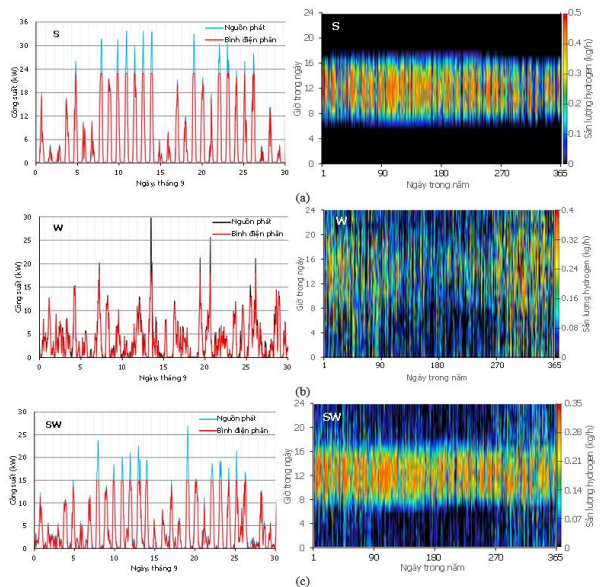 S
Nguồn phát
Bình điện phân
Công suất (kW)
36
30
24
18
12
6
0
0 5 10 15 20 25 30
Ngày, tháng 9
S
Giờ trong ngày
24
20
16
12
8
4
0
1 90 180 270 365
Ngày trong năm
0.5
0.4
0.3
0.2
0.1
0
Sản lượng hydrogen (kg/h)
(a)
W
Nguồn phát
Bình điện phân
Công suất (kW)
30
25
20
15
10
5
0
0 5 10 15 20 25 30
Ngày, tháng 9
W
Giờ trong ngày
24
20
16
12
8
4
0
1 90 180 270 365
Ngày trong năm
0.4
0.32
0.24
0.16
0.08
0
Sản lượng hydrogen (kg/h)
(b)
SW
Nguồn phát
Bình điện phân
Công suất (kW)
30
25
20
15
10
5
0
0 5 10 15 20 25 30
Ngày, tháng 9
SW
Giờ trong ngày
24
20
16
12
8
4
0
1 90 180 270 365
Ngày trong năm
0.35
0.28
0.21
0.14
0.07
0
Sản lượng hydrogen (kg/h)
(c)